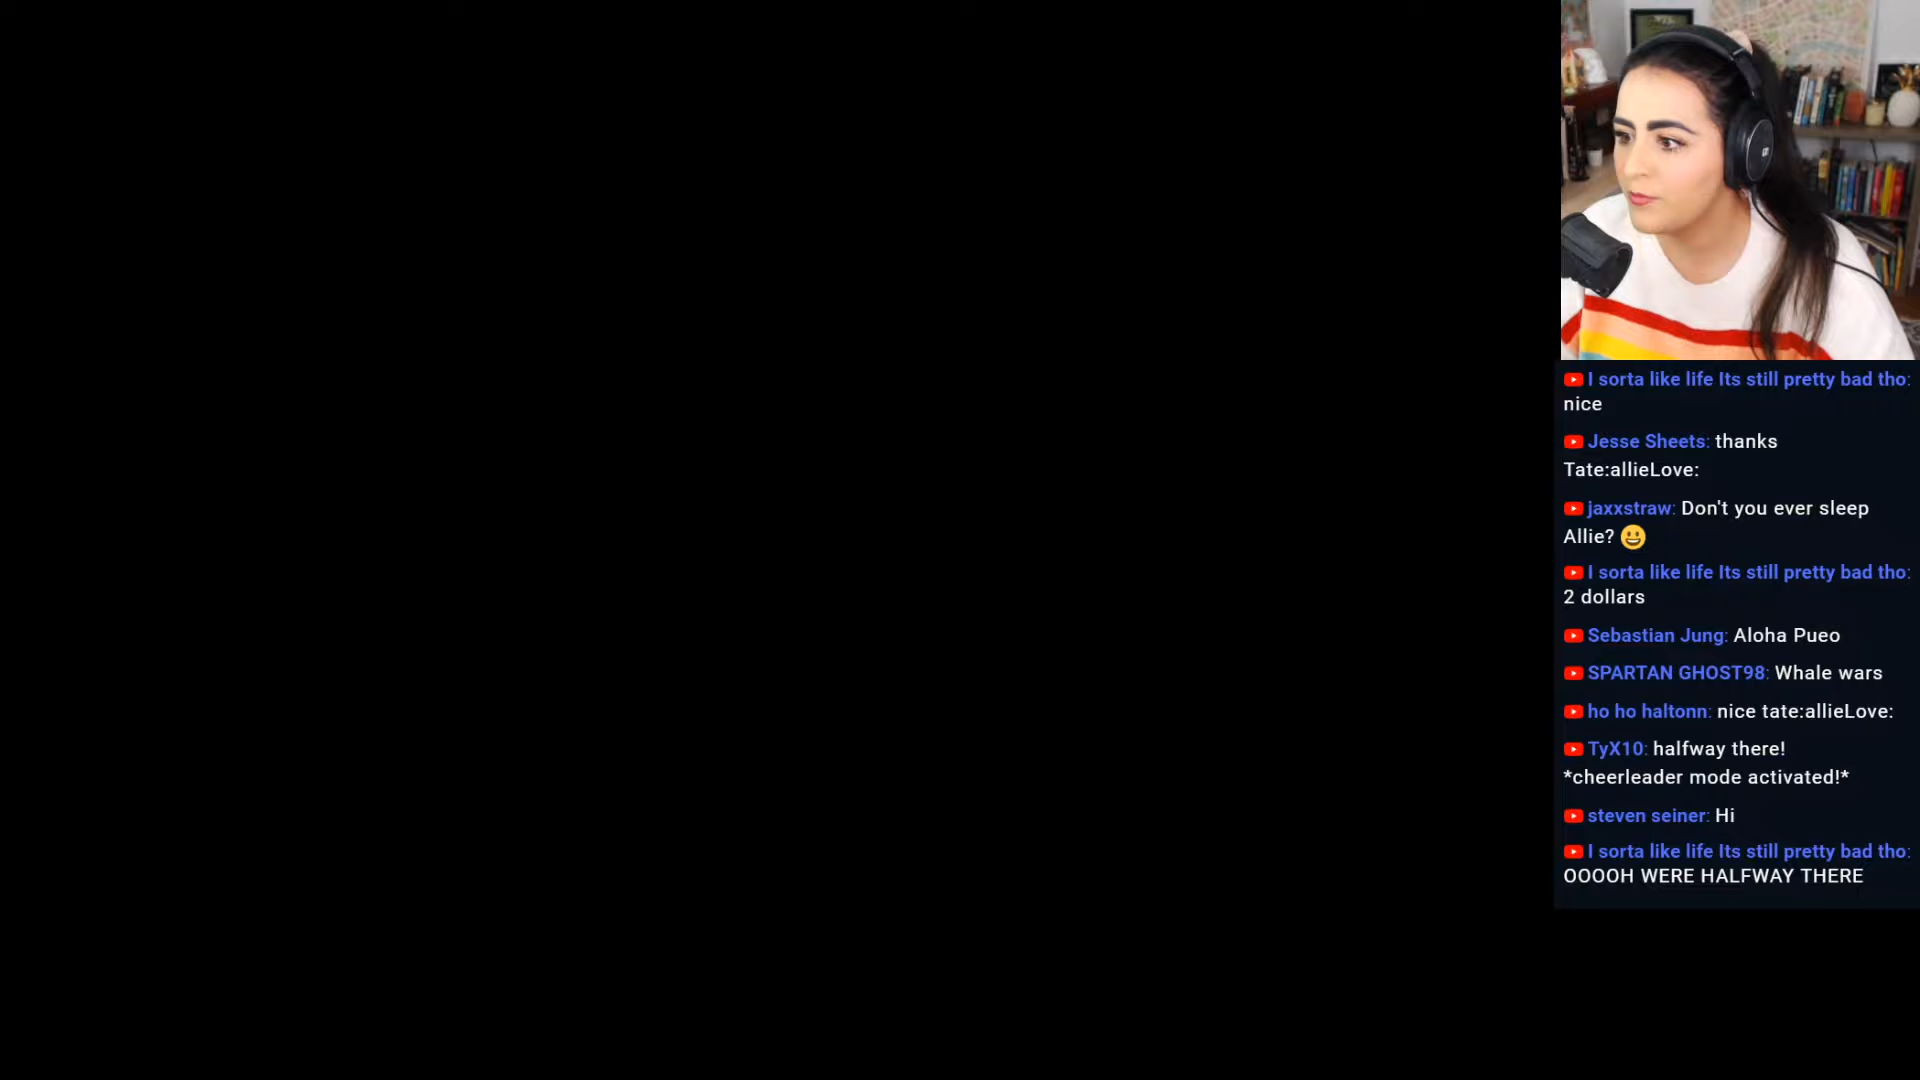 I sorta like life Its still pretty bad tho:
nice
Jesse Sheets: thanks
Tate:allieLove:
jaxxstraw: Don't you ever sleep
Allie? 😀
I sorta like life Its still pretty bad tho:
2 dollars
Sebastian Jung: Aloha Pueo
SPARTAN GHOST98: Whale wars
ho ho haltonn: nice tate:allieLove:
TyX10: halfway there!
*cheerleader mode activated!*
steven seiner: Hi
I sorta like life Its still pretty bad tho:
OOOOH WERE HALFWAY THERE